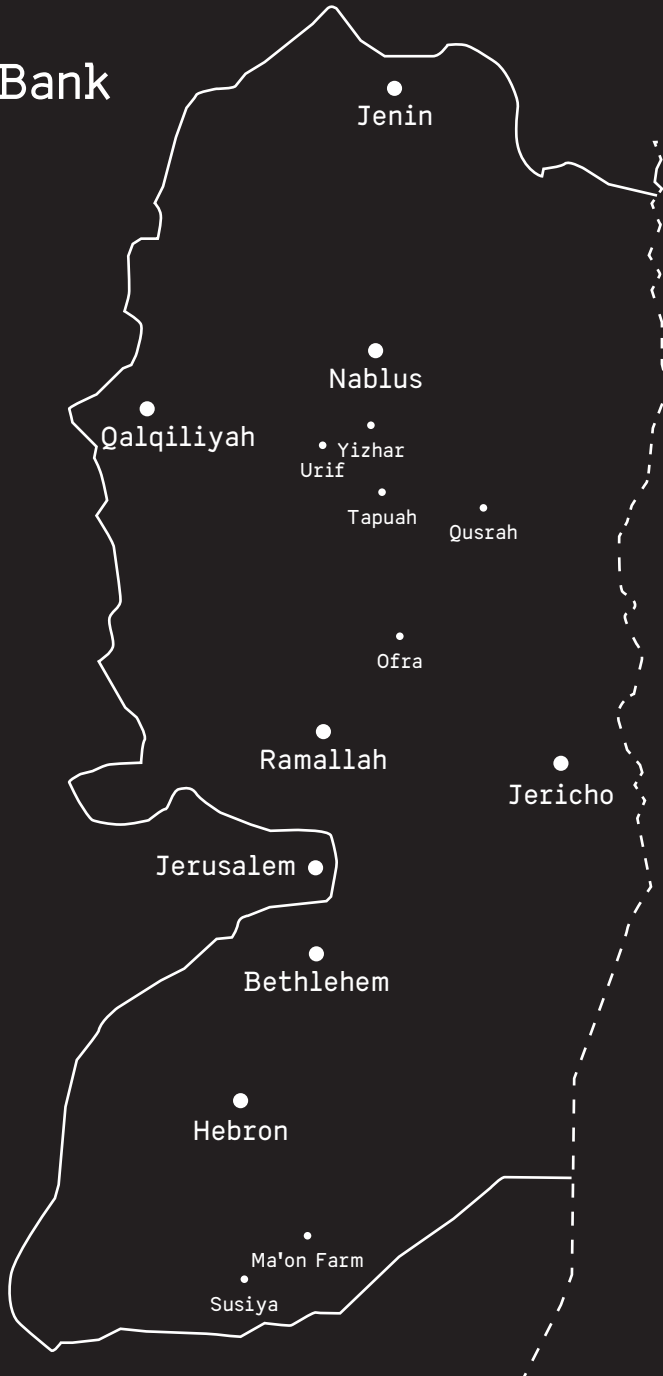 Bank
Jenin
Nablus
Qalqiliyah
Yizhar
Urif
Tapuah
Qusrah
Ofra
Ramallah
Jericho
Jerusalem
Bethlehem
Hebron
Ma'on Farm
Susiya